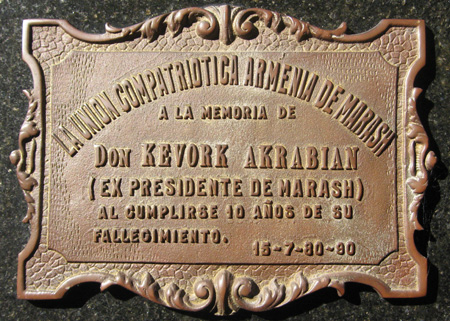 LA UNION COMPATRIOTICA ARMENIA DE MARASH
A LA MEMORIA DE
DON KEVORK AKRABIAN
(EX PRESIDENTE DE MARASH)
AL CUMPLIRSE 10 AÑOS DE SU
FALLECIMIENTO. 15-7-80-90